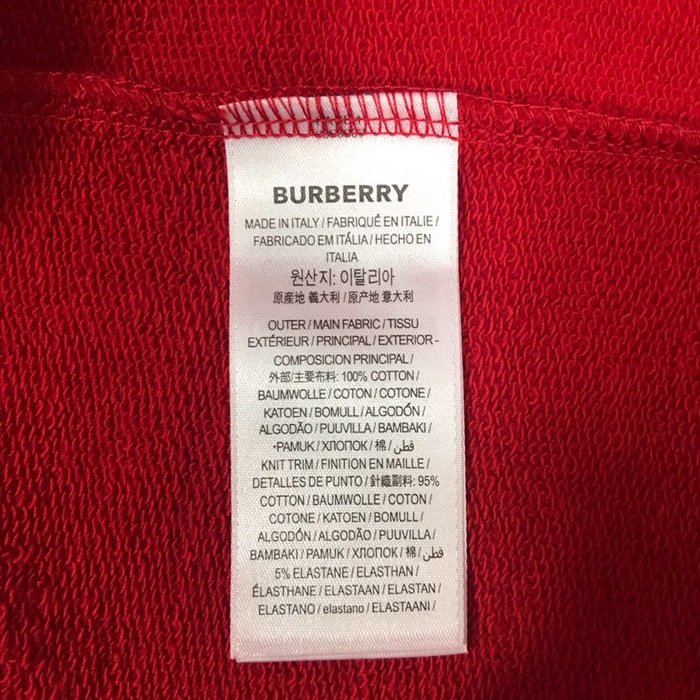 BURBERRY
MADE IN ITALY / FABRIQUÉ EN ITALIE /
FABRICADO EM ITÁLIA / HECHO EN
ITALIA
원산지: 이탈리아
原産地 義大利 / 原产地 意大利
OUTER / MAIN FABRIC / TISSU
EXTÉRIEUR / PRINCIPAL / EXTERIOR -
COMPOSICION PRINCIPAL /
外部/主要布料: 100% COTTON /
BAUMWOLLE / COTON / COTONE /
KATOEN / BOMULL / ALGODÓN /
ALGODÃO / PUUVILLA / BAMBAKI /
•PAMUK / ХЛОПОК / 棉 / قطن /
KNIT TRIM / FINITION EN MAILLE /
DETALLES DE PUNTO / 針織副料: 95%
COTTON / BAUMWOLLE / COTON /
COTONE / KATOEN / BOMULL /
ALGODÓN / ALGODÃO / PUUVILLA /
BAMBAKI / PAMUK / ХЛОПОК / 棉 / قطن
5% ELASTANE / ELASTHAN /
ÉLASTHANE / ELASTAAN / ELASTAN /
ELASTANO / elastano / ELASTAANI /